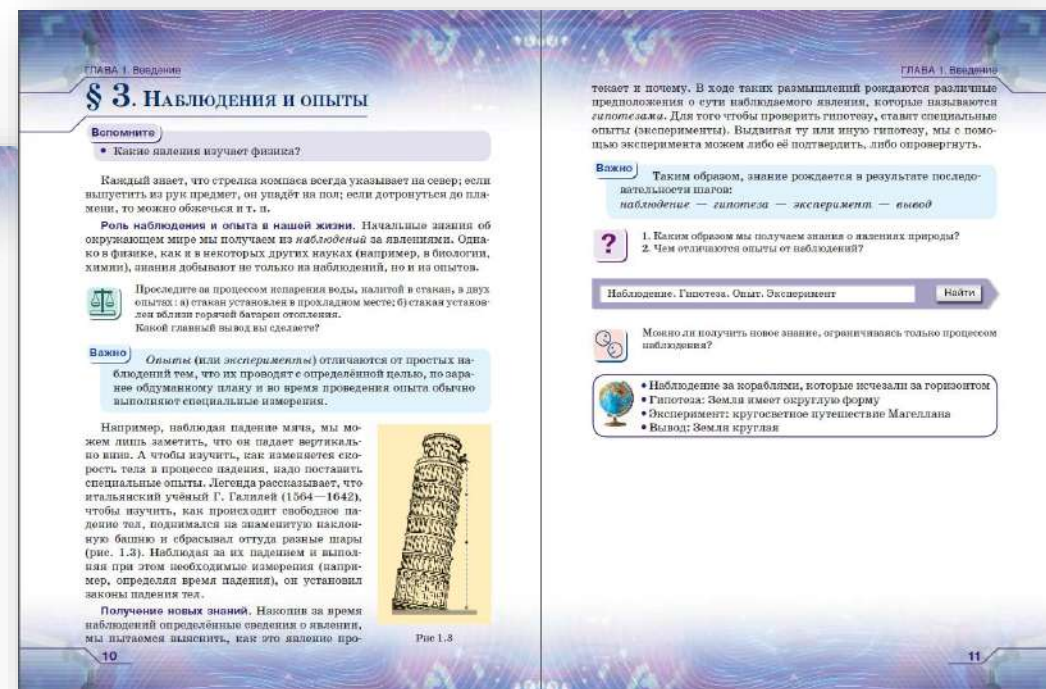 ГЛАВА 1. Введение
§ 3. НАБЛЮДЕНИЯ И ОПЫТЫ
Вспомните
• Какие явления изучает физика?
Каждый знает, что стрелка компаса всегда указывает на север; если
выпустить из рук предмет, он упадёт на пол; если дотронуться до пла-
мени, то можно обжечься и т. п.
Роль наблюдения и опыта в нашей жизни. Начальные знания об
окружающем мире мы получаем из наблюдений за явлениями. Одна-
ко в физике, как и в некоторых других науках (например, в биологии,
химии), знания добывают не только из наблюдений, но и из опытов.
Проследите за процессом испарения воды, налитой в стакан, в двух
опытах: а) стакан установлен в прохладном месте; б) стакан установ-
лен вблизи горячей батареи отопления.
Какой главный вывод вы сделаете?
Важно
Опыты (или эксперименты) отличаются от простых на-
блюдений тем, что их проводят с определённой целью, по зара-
нее обдуманному плану и во время проведения опыта обычно
выполняют специальные измерения.
Например, наблюдая падение мяча, мы мо-
жем лишь заметить, что он падает вертикаль-
но вниз. А чтобы изучить, как изменяется ско-
рость тела в процессе падения, надо поставить
специальные опыты. Легенда рассказывает, что
итальянский учёный Г. Галилей (1564—1642),
чтобы изучить, как происходит свободное па-
дение тел, поднимался на знаменитую наклон-
ную башню и сбрасывал оттуда разные шары
(рис. 1.3). Наблюдая за их падением и выпол-
няя при этом необходимые измерения (напри-
мер, определяя время падения), он установил
законы падения тел.
Получение новых знаний. Накопив за время
наблюдений определённые сведения о явлении,
мы пытаемся выяснить, как это явление про-
Рис 1.3
10
ГЛАВА 1. Введение
текает и почему. В ходе таких размышлений рождаются различные
предположения о сути наблюдаемого явления, которые называются
гипотезами. Для того чтобы проверить гипотезу, ставят специальные
опыты (эксперименты). Выдвигая ту или иную гипотезу, мы с помо-
щью эксперимента можем либо её подтвердить, либо опровергнуть.
Важно
Таким образом, знание рождается в результате последо-
вательности шагов:
наблюдение — гипотеза — эксперимент — вывод
?
1. Каким образом мы получаем знания о явлениях природы?
2. Чем отличаются опыты от наблюдений?
Наблюдение. Гипотеза. Опыт. Эксперимент
Найти
Можно ли получить новое знание, ограничиваясь только процессом
наблюдения?
• Наблюдение за кораблями, которые исчезали за горизонтом
• Гипотеза: Земля имеет округлую форму
• Эксперимент: кругосветное путешествие Магеллана
• Вывод: Земля круглая
11